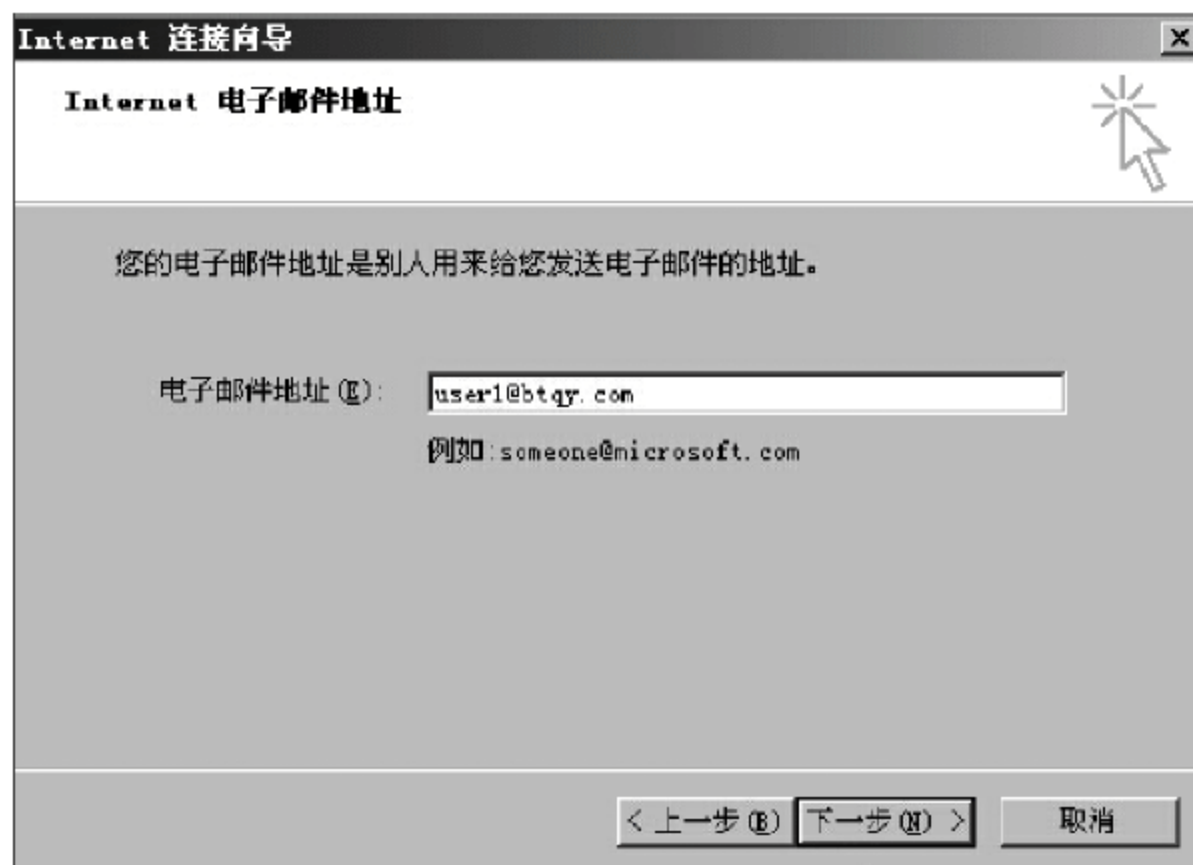 Internet 连接向导
Internet 电子邮件地址
您的电子邮件地址是别人用来给您发送电子邮件的地址。
电子邮件地址(E): user1@btqy.com
例如:someone@microsoft.com
< 上一步(B) 下一步(N) > 取消